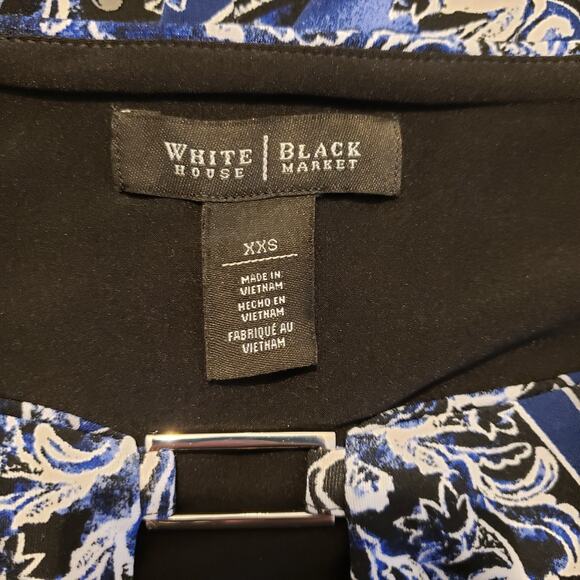 WHITE | BLACK
HOUSE | MARKET
XXS
MADE IN
VIETNAM
HECHO EN
VIETNAM
FABRIQUÉ AU
VIETNAM